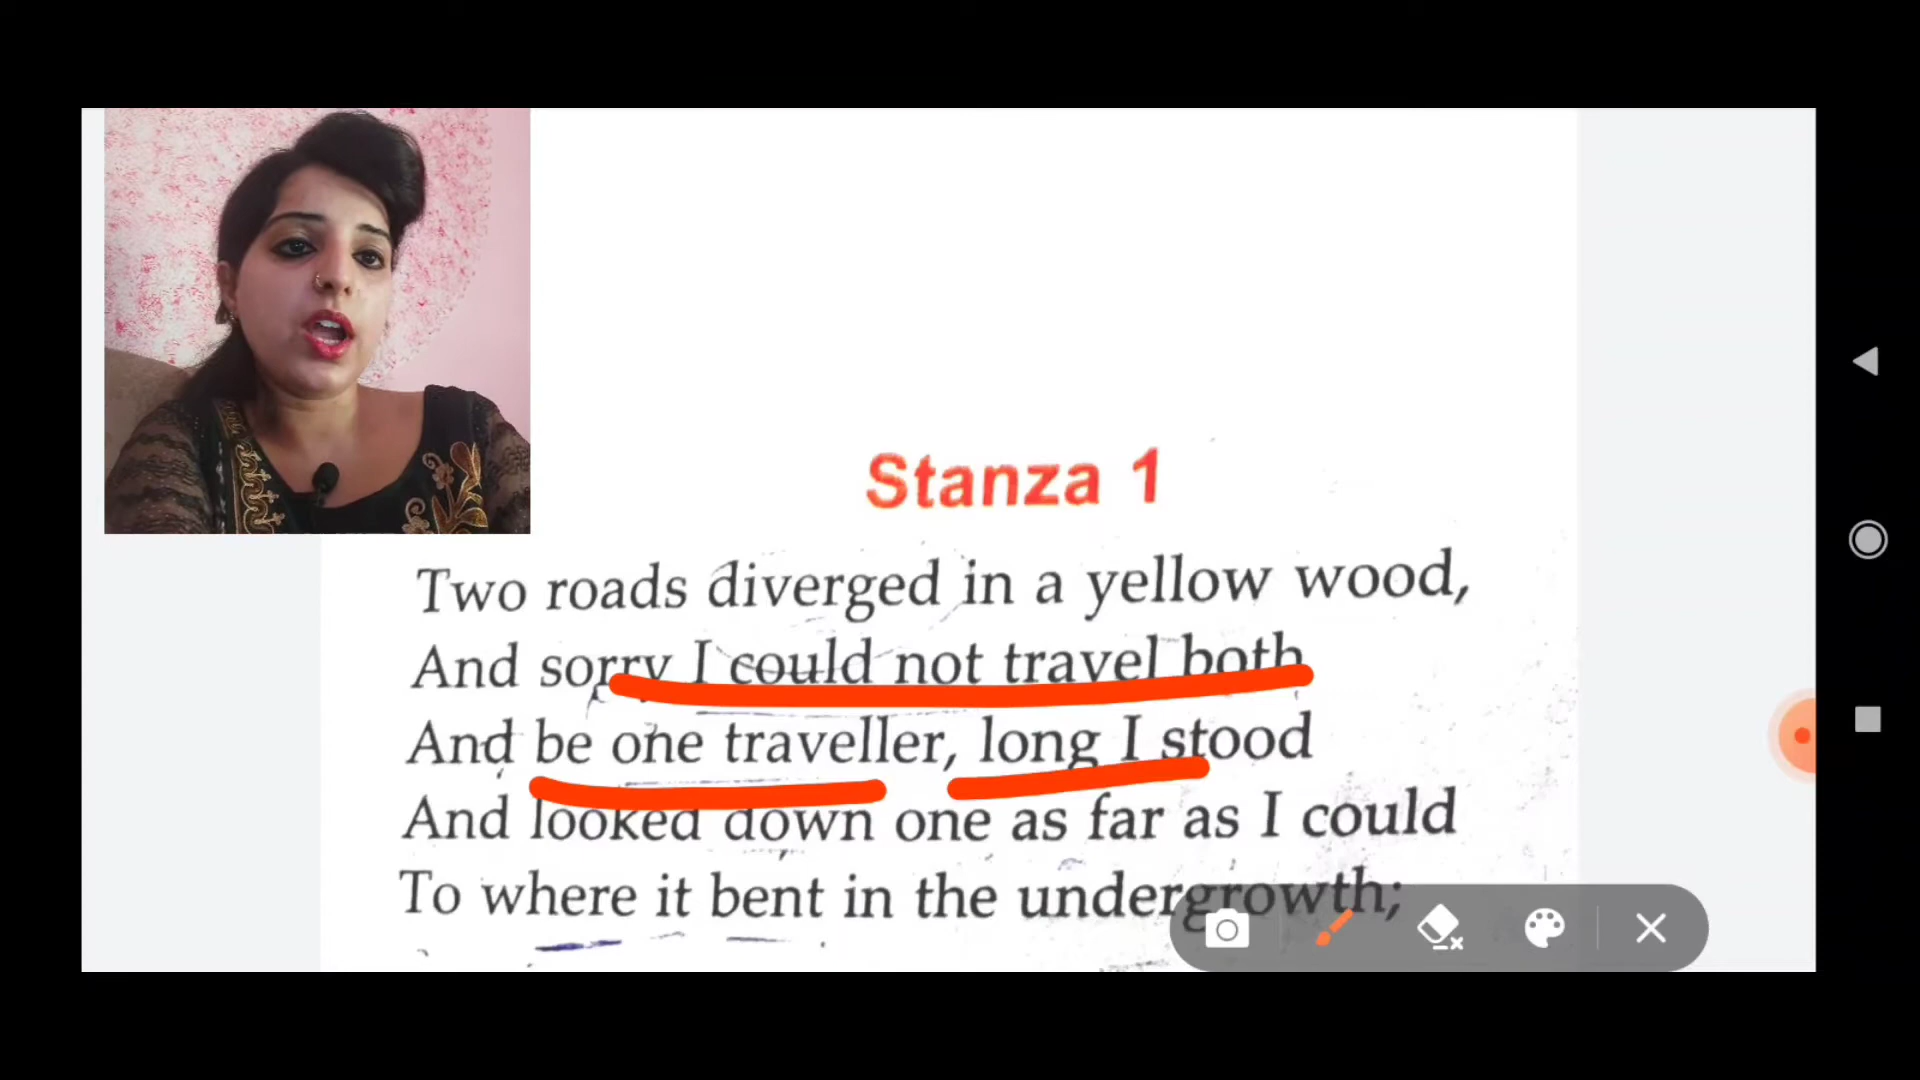 Stanza 1
Two roads diverged in a yellow wood,
And sorry I could not travel both
And be one traveller, long I stood
And looked down one as far as I could
To where it bent in the undergrowth;